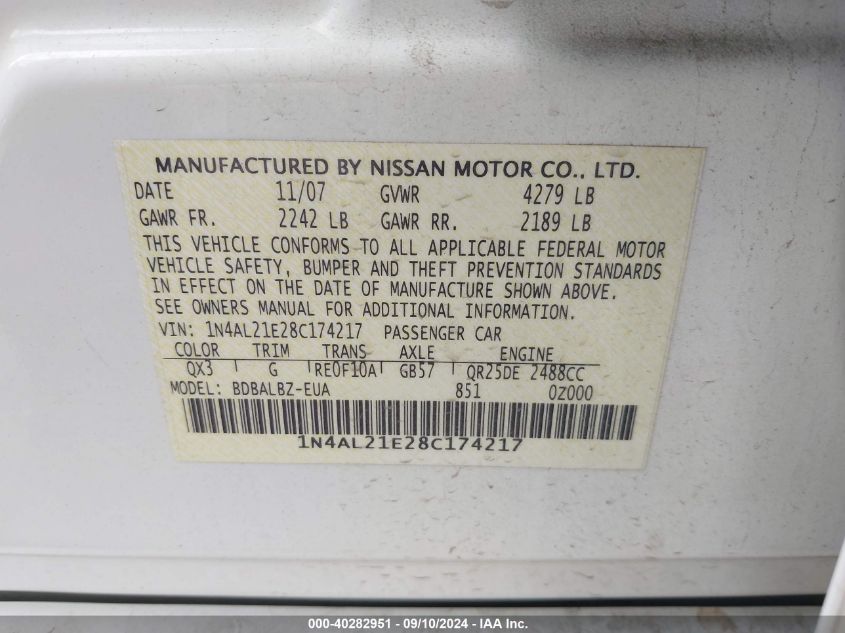 MANUFACTURED BY NISSAN MOTOR CO., LTD.
DATE 11/07 GVWR 4279 LB
GAWR FR. 2242 LB GAWR RR. 2189 LB
THIS VEHICLE CONFORMS TO ALL APPLICABLE FEDERAL MOTOR
VEHICLE SAFETY, BUMPER AND THEFT PREVENTION STANDARDS
IN EFFECT ON THE DATE OF MANUFACTURE SHOWN ABOVE.
SEE OWNERS MANUAL FOR ADDITIONAL INFORMATION.
VIN: 1N4AL21E28C174217 PASSENGER CAR
COLOR TRIM TRANS AXLE ENGINE
QX3 G RE0F10A GB57 QR25DE 2488CC
MODEL: BDBALBZ-EUA 851 0Z000
1N4AL21E28C174217
000-40282951 - 09/10/2024 - IAA Inc.